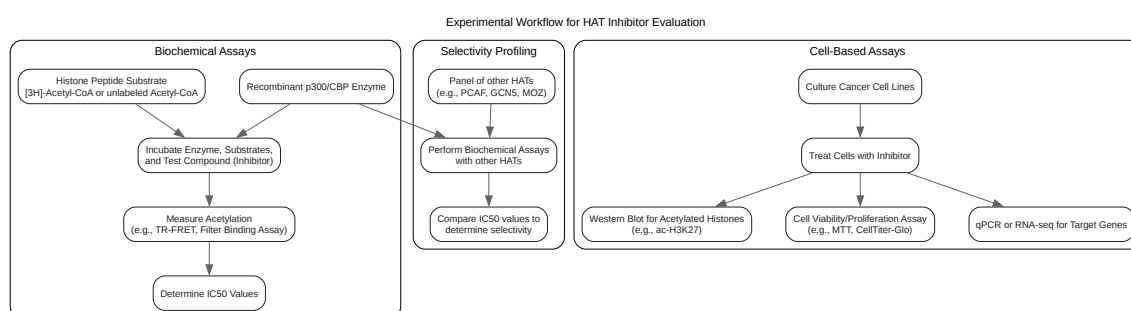 Experimental Workflow for HAT Inhibitor Evaluation
Biochemical Assays
Histone Peptide Substrate
[3H]-Acetyl-CoA or unlabeled Acetyl-CoA
Recombinant p300/CBP Enzyme
Incubate Enzyme, Substrates,
and Test Compound (Inhibitor)
Measure Acetylation
(e.g., TR-FRET, Filter Binding Assay)
Determine IC50 Values
Selectivity Profiling
Panel of other HATs
(e.g., PCAF, GCN5, MOZ)
Perform Biochemical Assays
with other HATs
Compare IC50 values to
determine selectivity
Cell-Based Assays
Culture Cancer Cell Lines
Treat Cells with Inhibitor
Western Blot for Acetylated Histones
(e.g., ac-H3K27)
Cell Viability/Proliferation Assay
(e.g., MTT, CellTiter-Glo)
qPCR or RNA-seq for Target Genes